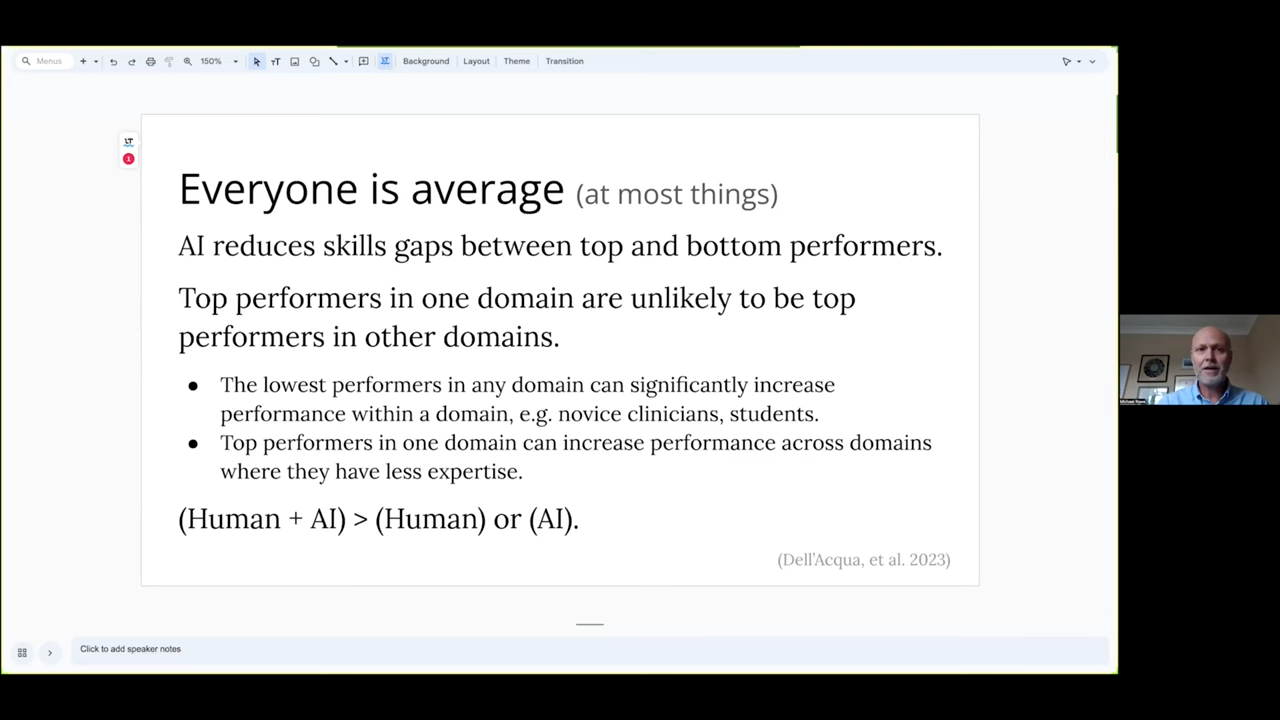 Menus
150%
Background
Layout
Theme
Transition
LT
1
Everyone is average (at most things)
AI reduces skills gaps between top and bottom performers.
Top performers in one domain are unlikely to be top
performers in other domains.
● The lowest performers in any domain can significantly increase
performance within a domain, e.g. novice clinicians, students.
● Top performers in one domain can increase performance across domains
where they have less expertise.
(Human + AI) > (Human) or (AI).
(Dell'Acqua, et al. 2023)
Click to add speaker notes